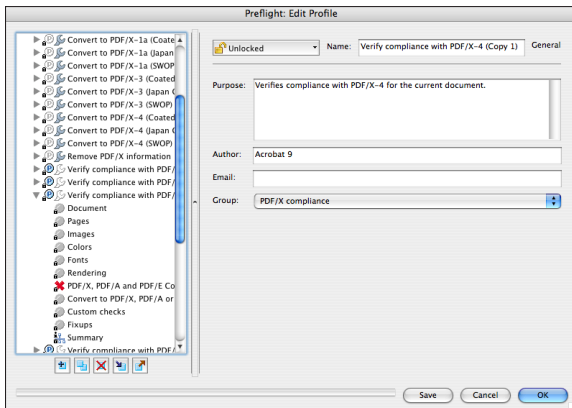 Preflight: Edit Profile
Convert to PDF/X-1a (Coate
Convert to PDF/X-1a (Japan
Convert to PDF/X-1a (SWOP
Convert to PDF/X-3 (Coated
Convert to PDF/X-3 (Japan C
Convert to PDF/X-3 (SWOP)
Convert to PDF/X-4 (Coated
Convert to PDF/X-4 (Japan C
Convert to PDF/X-4 (SWOP)
Remove PDF/X information
Verify compliance with PDF/
Verify compliance with PDF/
Verify compliance with PDF/
Document
Pages
Images
Colors
Fonts
Rendering
PDF/X, PDF/A and PDF/E Co
Convert to PDF/X, PDF/A or
Custom checks
Fixups
Summary
Verify compliance with PDF/
Unlocked
Name: Verify compliance with PDF/X-4 (Copy 1) General
Purpose: Verifies compliance with PDF/X-4 for the current document.
Author: Acrobat 9
Email:
Group: PDF/X compliance
Save Cancel OK